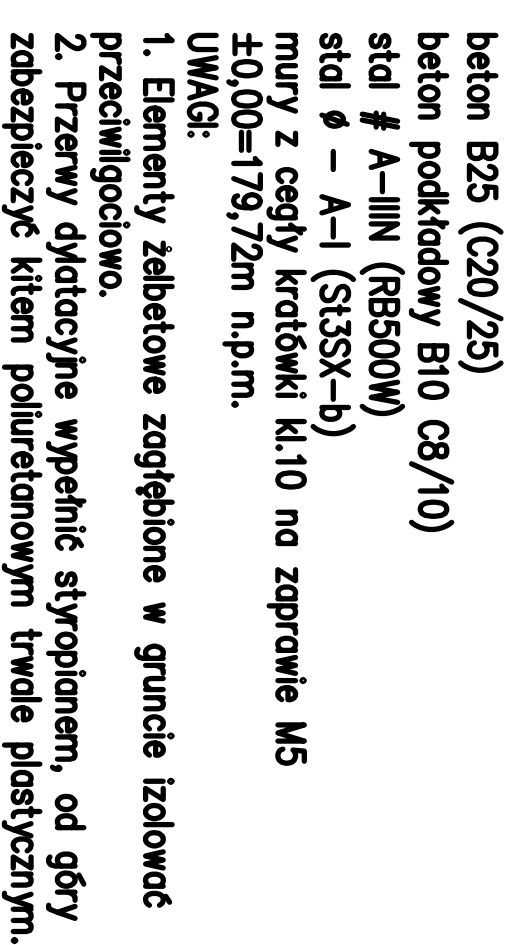 beton B25 (C20/25)
beton podkładowy B10 C8/10)
stal # A-IIIN (RB500W)
stal ø - A-I (St3SX-b)
mury z cegły kratówki kl.10 na zaprawie M5
±0,00=179,72m n.p.m.
UWAGI:
1. Elementy żelbetowe zagłębione w gruncie izolować
przeciwilgociowo.
2. Przerwy dylatacyjne wypełnić styropianem, od góry
zabezpieczyć kitem poliuretanowym trwale plastycznym.